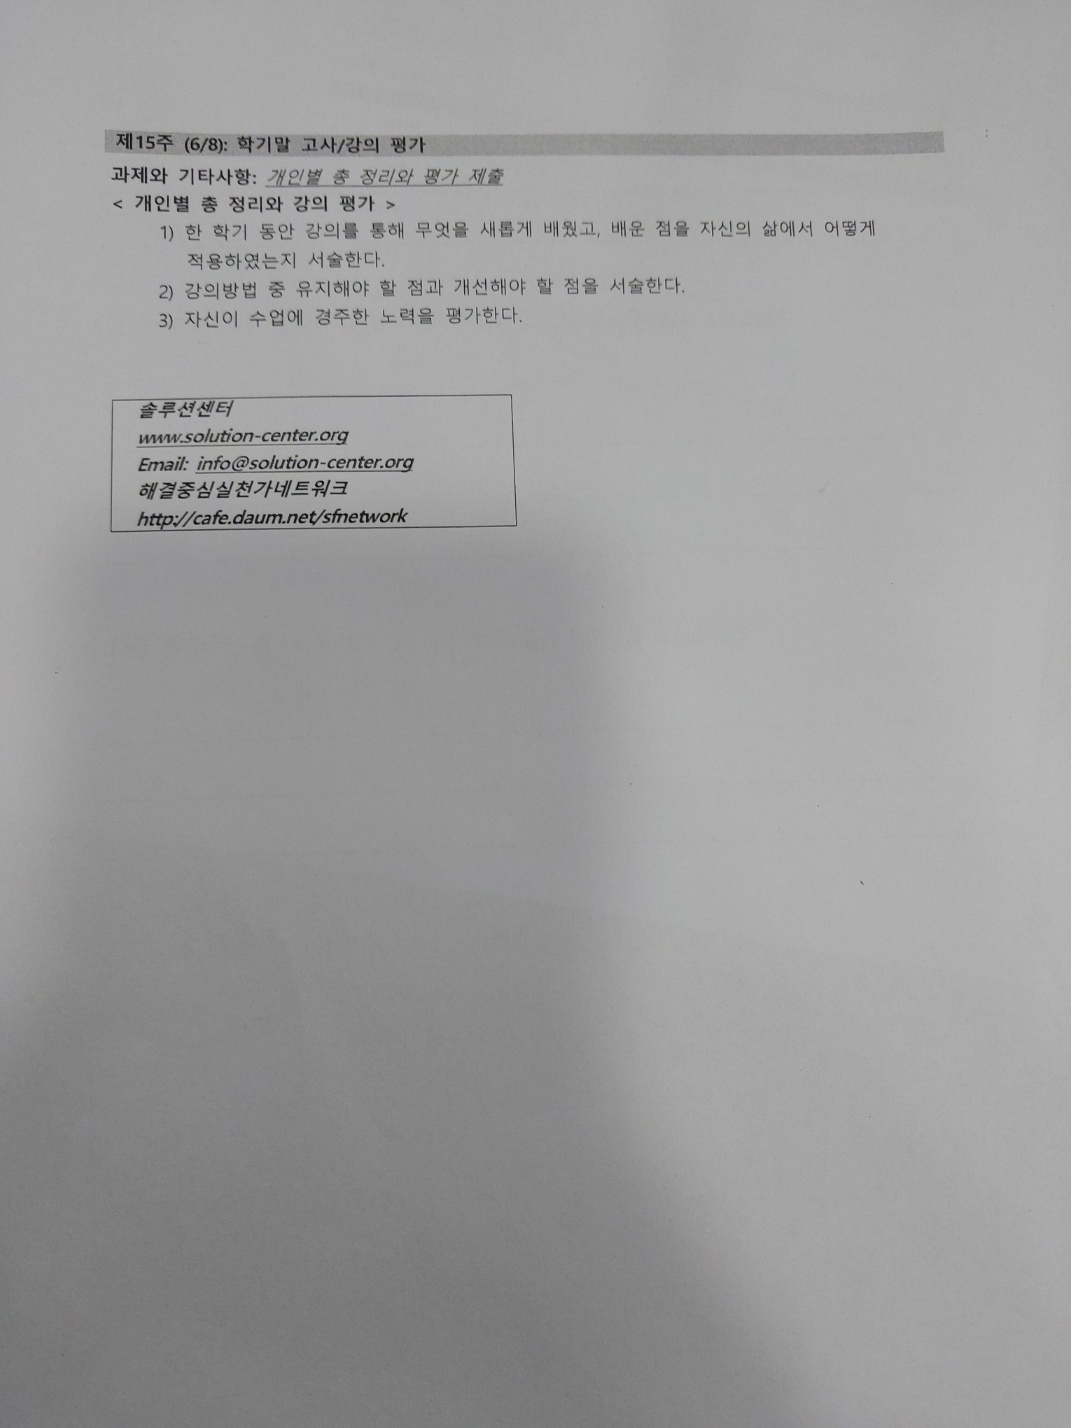 제15주 (6/8): 학기말 고사/강의 평가
과제와 기타사항: 개인별 총 정리와 평가 제출
< 개인별 총 정리와 강의 평가 >
1) 한 학기 동안 강의를 통해 무엇을 새롭게 배웠고, 배운 점을 자신의 삶에서 어떻게
적용하였는지 서술한다.
2) 강의방법 중 유지해야 할 점과 개선해야 할 점을 서술한다.
3) 자신이 수업에 경주한 노력을 평가한다.
솔루션센터
www.solution-center.org
Email: info@solution-center.org
해결중심실천가네트워크
http://cafe.daum.net/sfnetwork